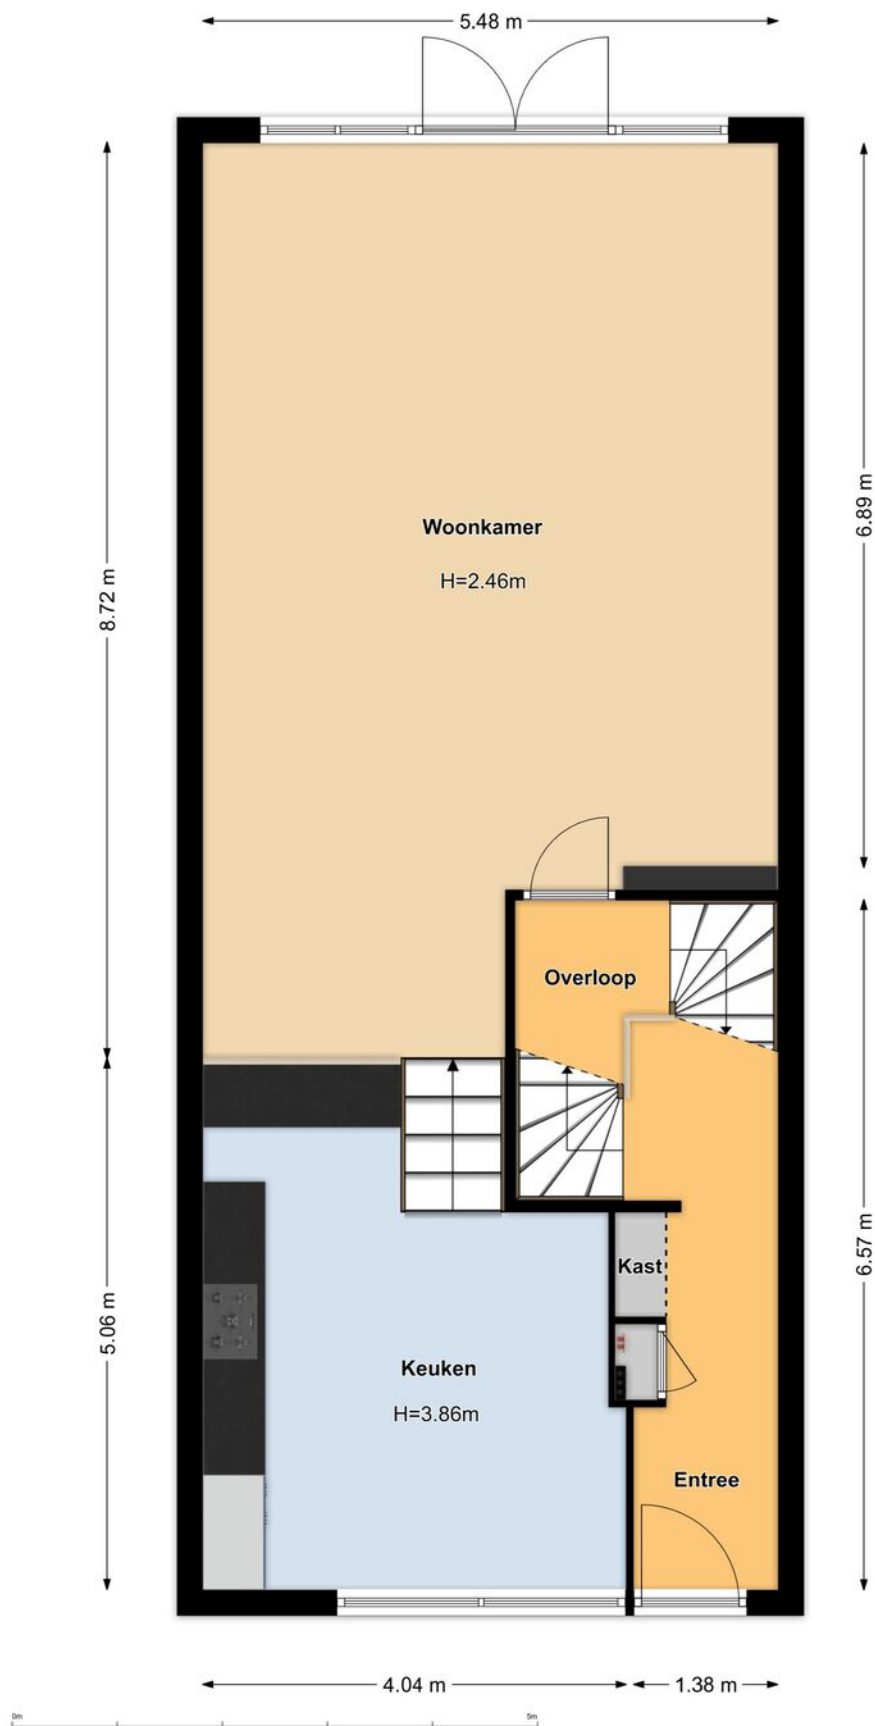 5.48 m
8.72 m
6.89 m
Woonkamer
H=2.46m
Overloop
Kast
6.57 m
5.06 m
Keuken
H=3.86m
Entree
4.04 m
1.38 m
0m
5m